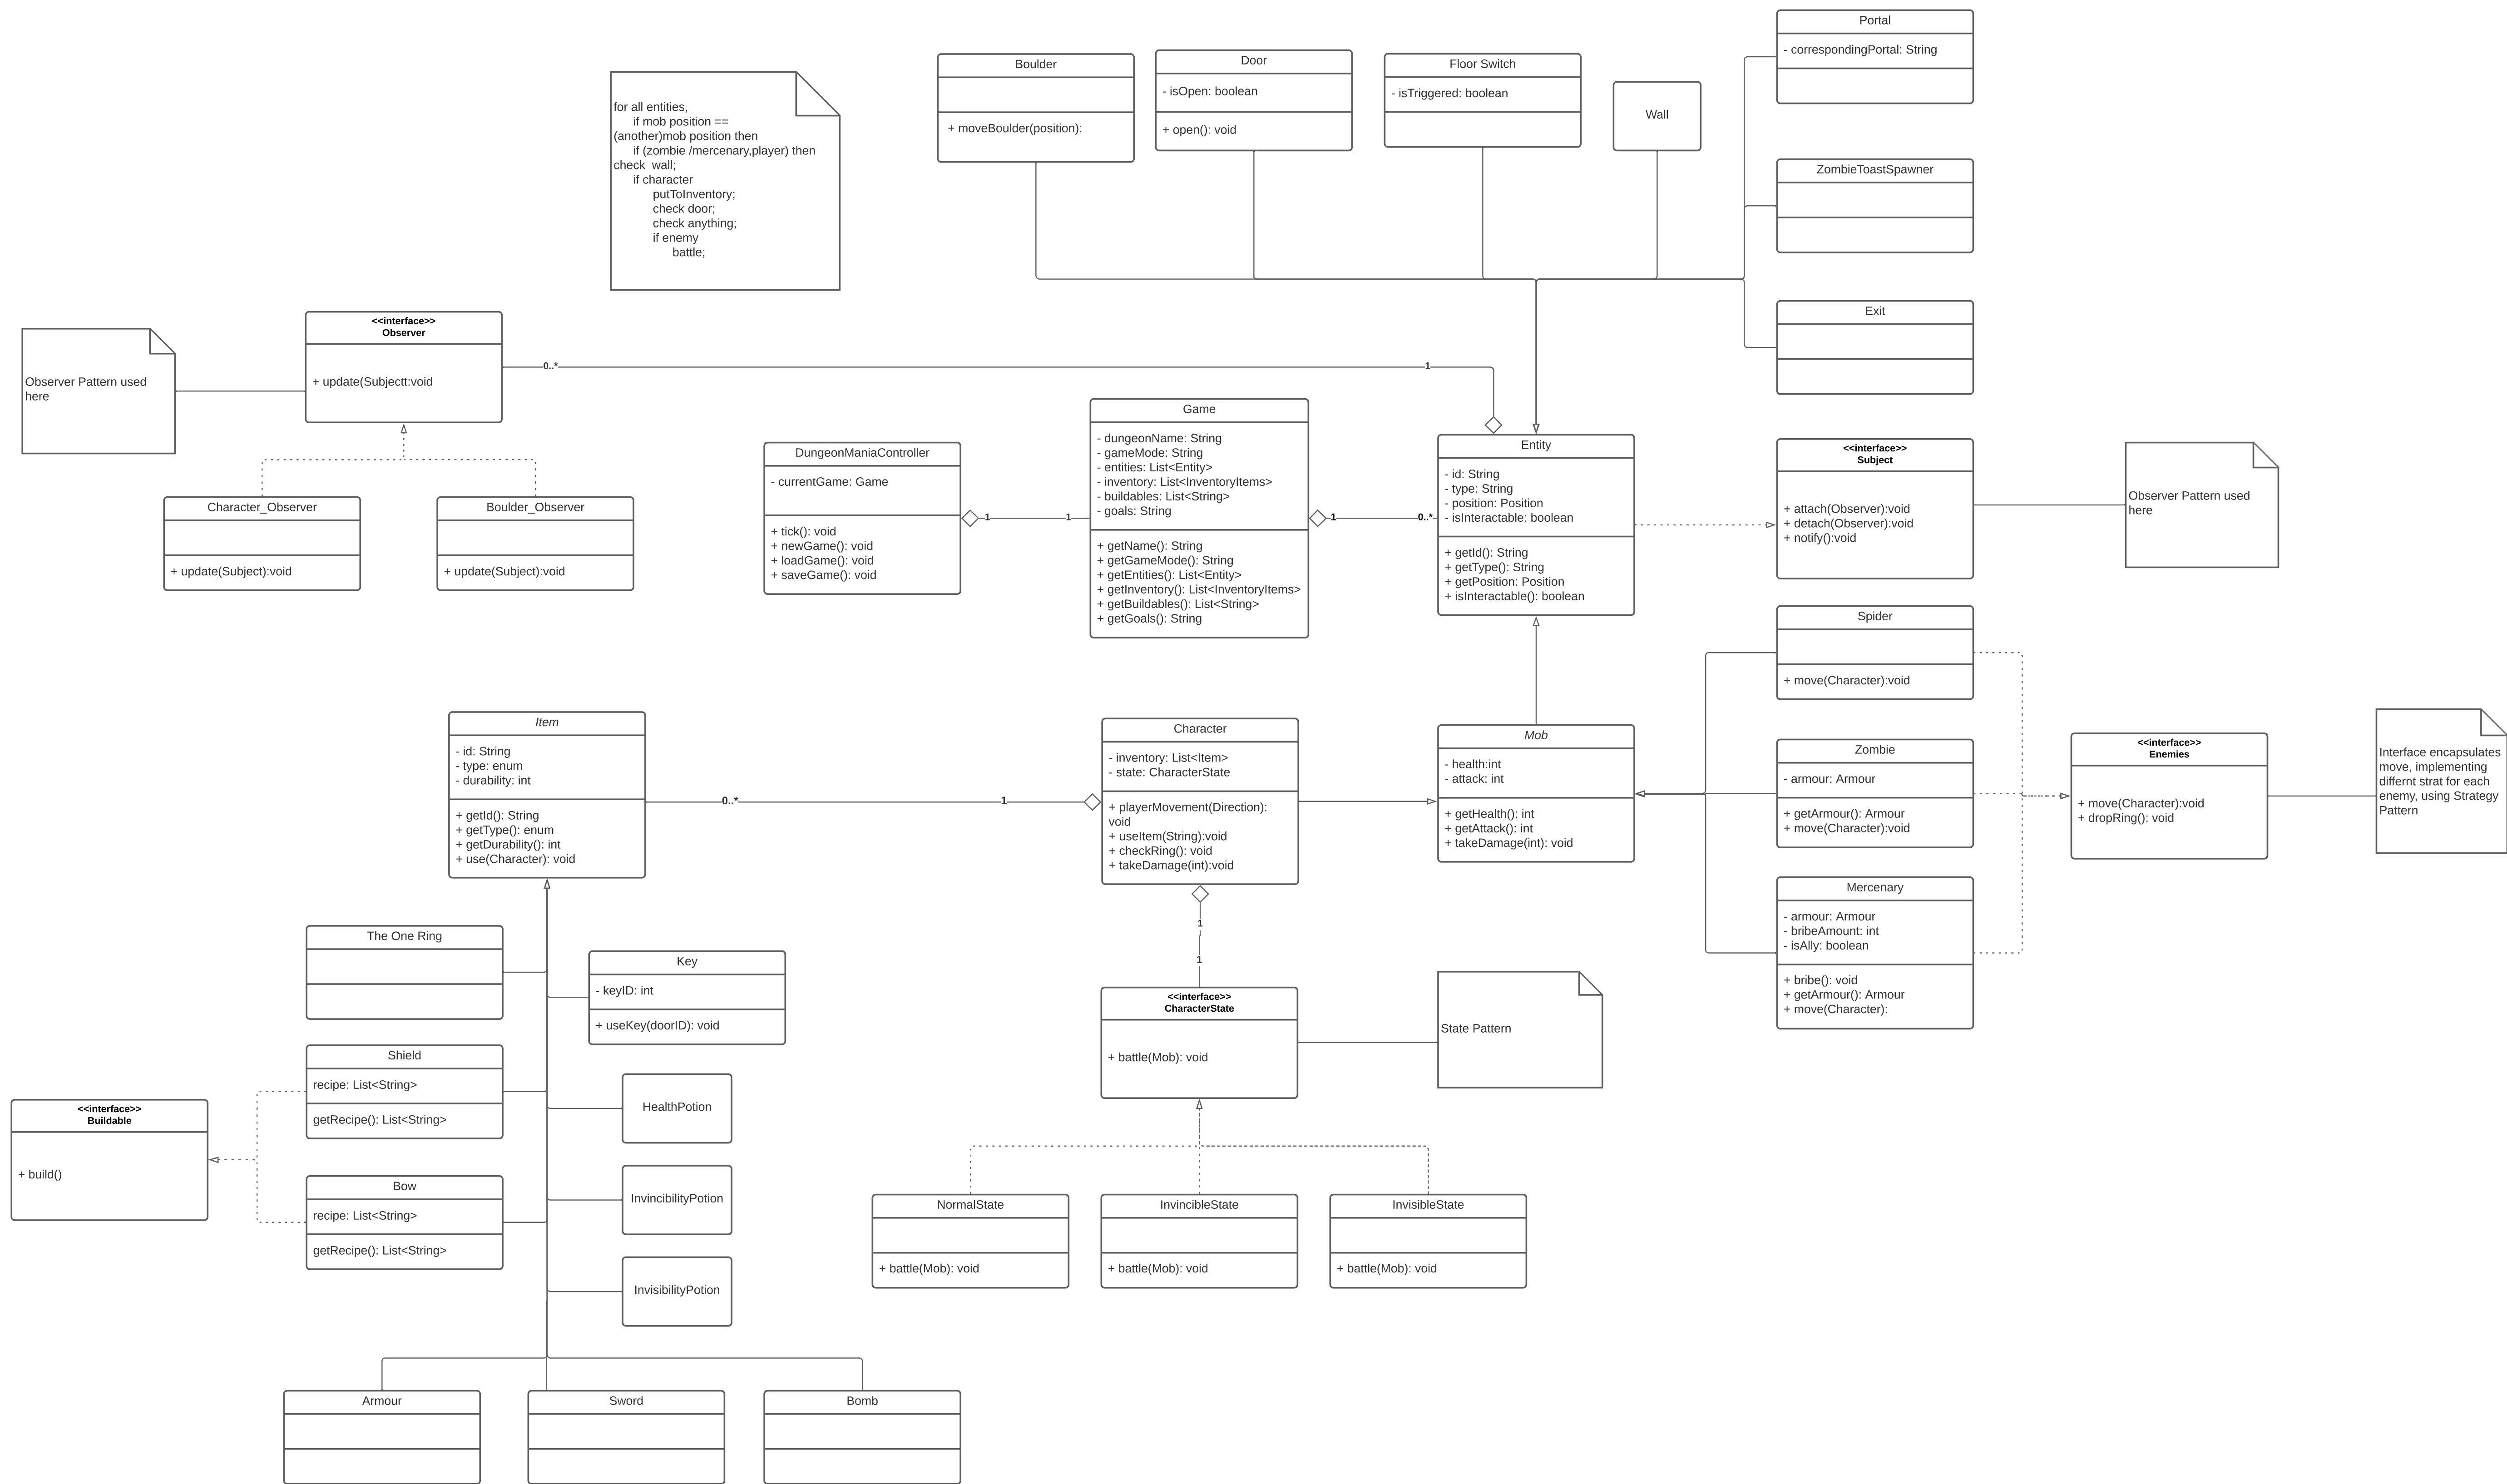 Portal
- correspondingPortal: String
Boulder
+ moveBoulder(position):
Door
- isOpen: boolean
+ open(): void
Floor Switch
- isTriggered: boolean
Wall
for all entities,
if mob position ==
(another)mob position then
if (zombie /mercenary,player) then
check  wall;
if character
putToInventory;
check door;
check anything;
if enemy
battle;
ZombieToastSpawner
Exit
Observer Pattern used
here
<<interface>>
Observer
+ update(Subjectt:void
0..*
1
Character_Observer
+ update(Subject):void
Boulder_Observer
+ update(Subject):void
DungeonManiaController
- currentGame: Game
+ tick(): void
+ newGame(): void
+ loadGame(): void
+ saveGame(): void
1
1
Game
- dungeonName: String
- gameMode: String
- entities: List<Entity>
- inventory: List<InventoryItems>
- buildables: List<String>
- goals: String
+ getName(): String
+ getGameMode(): String
+ getEntities(): List<Entity>
+ getInventory(): List<InventoryItems>
+ getBuildables(): List<String>
+ getGoals(): String
1
0..*
Entity
- id: String
- type: String
- position: Position
- isInteractable: boolean
+ getId(): String
+ getType(): String
+ getPosition: Position
+ isInteractable(): boolean
<<interface>>
Subject
+ attach(Observer):void
+ detach(Observer):void
+ notify():void
Observer Pattern used
here
Spider
+ move(Character):void
Item
- id: String
- type: enum
- durability: int
+ getId(): String
+ getType(): enum
+ getDurability(): int
+ use(Character): void
0..*
1
Character
- inventory: List<Item>
- state: CharacterState
+ playerMovement(Direction):
void
+ useItem(String):void
+ checkRing(): void
+ takeDamage(int):void
Mob
- health:int
- attack: int
+ getHealth(): int
+ getAttack(): int
+ takeDamage(int): void
Zombie
- armour: Armour
+ getArmour(): Armour
+ move(Character):void
<<interface>>
Enemies
+ move(Character):void
+ dropRing(): void
Interface encapsulates
move, implementing
differnt strat for each
enemy, using Strategy
Pattern
Mercenary
- armour: Armour
- bribeAmount: int
- isAlly: boolean
+ bribe(): void
+ getArmour(): Armour
+ move(Character):
1
1
The One Ring
Key
- keyID: int
+ useKey(doorID): void
<<interface>>
CharacterState
+ battle(Mob): void
State Pattern
Shield
recipe: List<String>
getRecipe(): List<String>
HealthPotion
<<interface>>
Buildable
+ build()
Bow
recipe: List<String>
getRecipe(): List<String>
InvincibilityPotion
InvisibilityPotion
NormalState
+ battle(Mob): void
InvincibleState
+ battle(Mob): void
InvisibleState
+ battle(Mob): void
Armour
Sword
Bomb